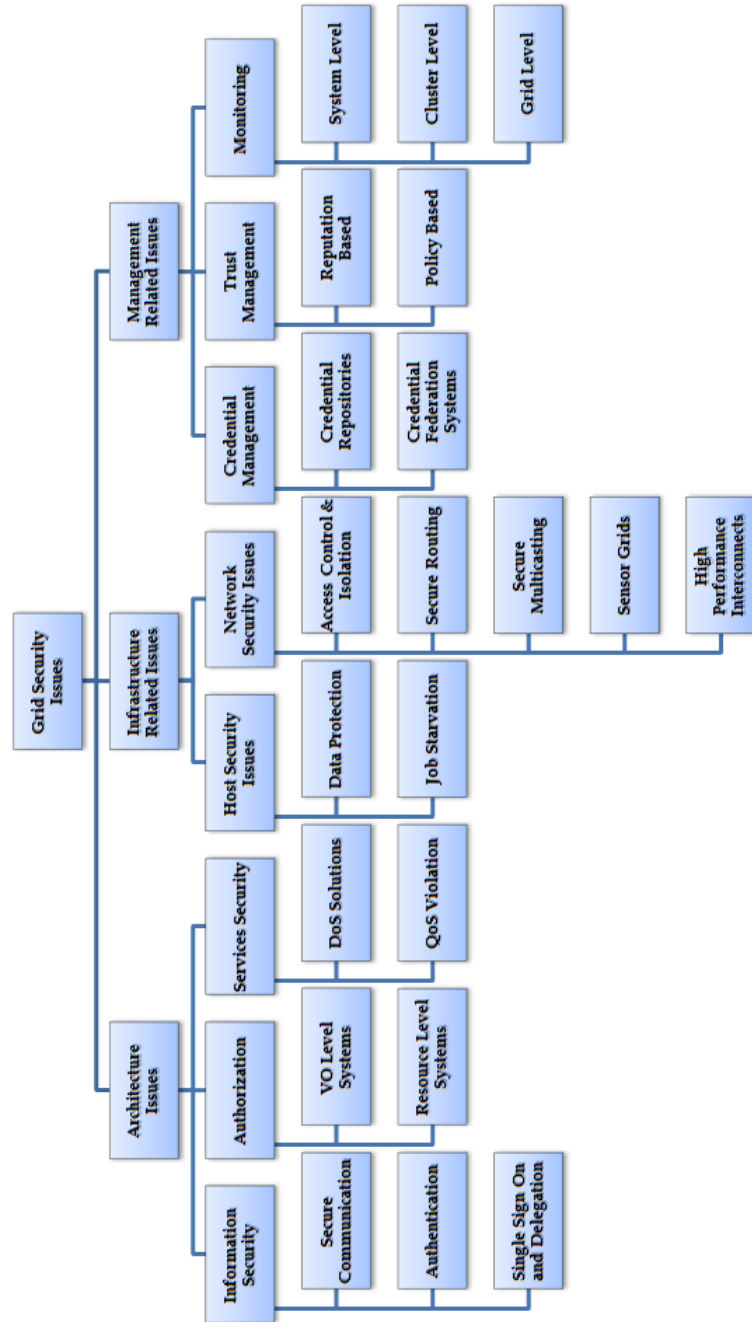 Grid Security
Issues
Architecture
Issues
Infrastructure
Related Issues
Management
Related Issues
Information
Security
Authorization
Services Security
Host Security
Issues
Network
Security Issues
Credential
Management
Trust
Management
Monitoring
Secure
Communication
Authentication
Single Sign On
and Delegation
VO Level
Systems
Resource Level
Systems
DoS Solutions
QoS Violation
Data Protection
Job Starvation
Access Control &
Isolation
Secure Routing
Secure
Multicasting
Sensor Grids
High
Performance
Interconnects
Credential
Repositories
Credential
Federation
Systems
Reputation
Based
Policy Based
System Level
Cluster Level
Grid Level